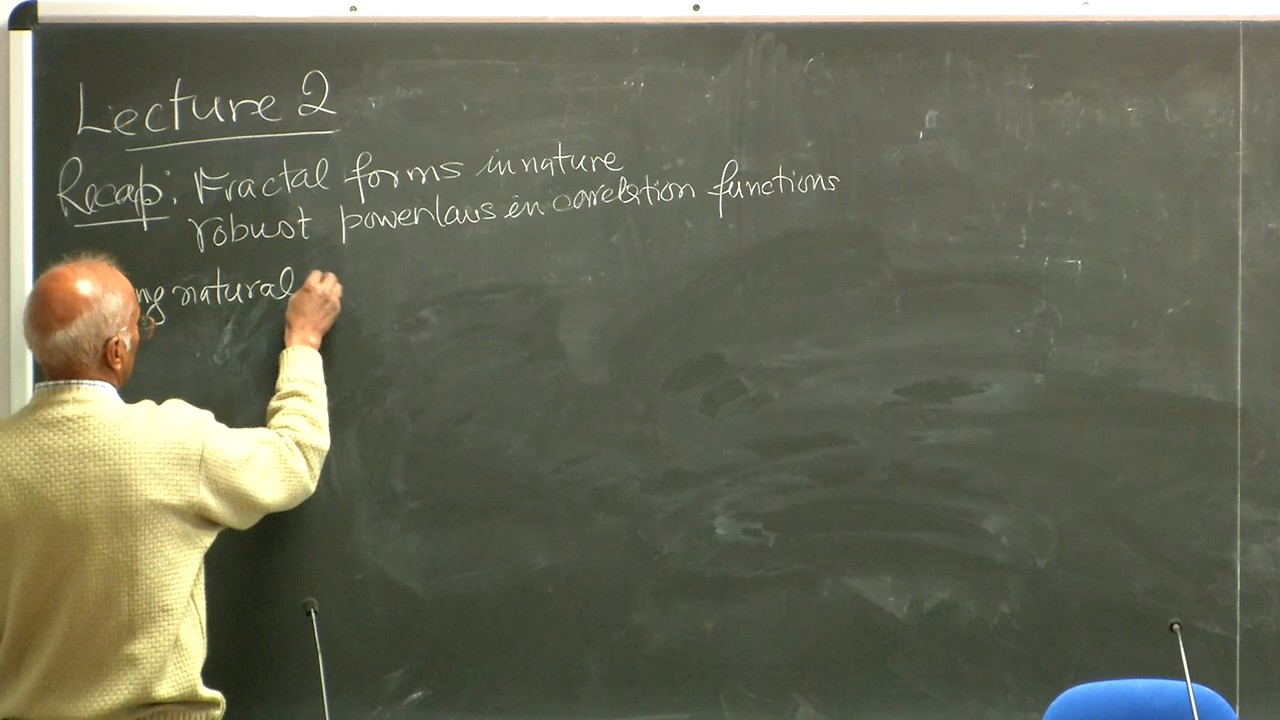 Lecture 2
Recap: Fractal forms in nature
robust powerlaws in correlation functions
natural